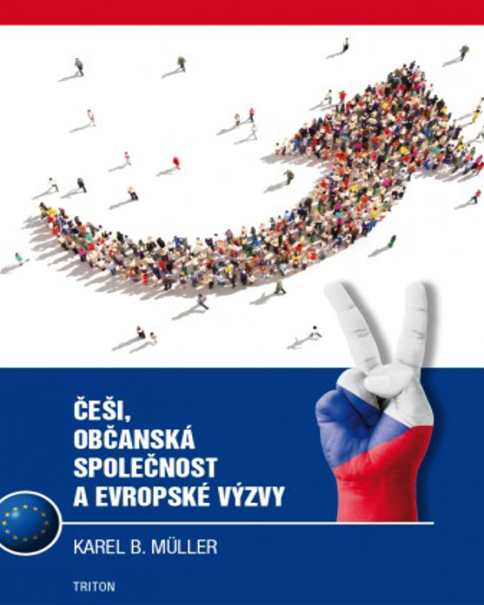 ČEŠI,
OBČANSKÁ
SPOLEČNOST
A EVROPSKÉ VÝZVY
KAREL B. MÜLLER
TRITON